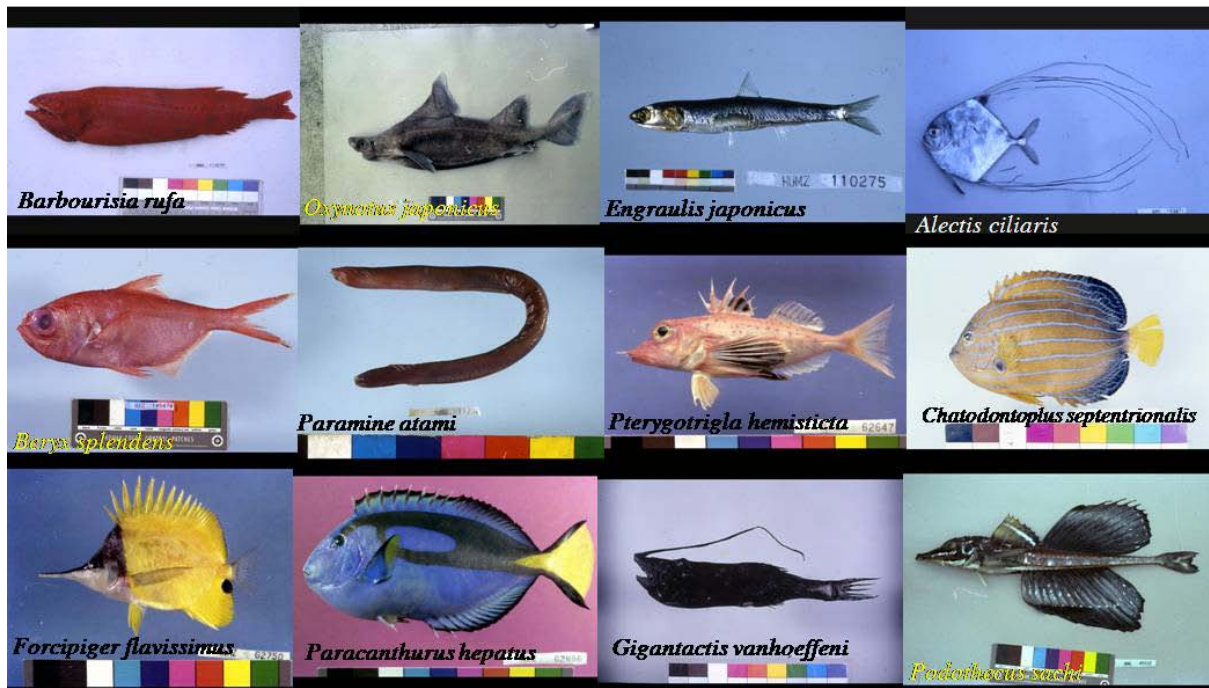 Barbourisia rufa
Oxynotus japonicus
HUMZ 110275
Engraulis japonicus
Alectis ciliaris
Beryx splendens
Paramine atami
Pterygotrigla hemisticta
62647
Chatodontoplus septentrionalis
Forcipiger flavissimus
62750
Paracanthurus hepatus
62666
Gigantactis vanhoeffeni
Podothecus sachi